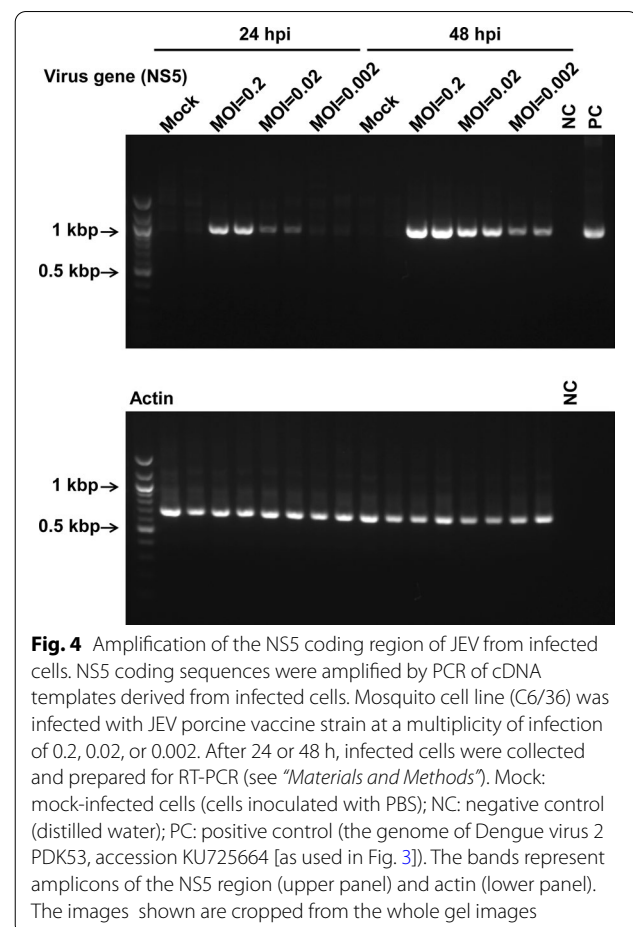 24 hpi 48 hpi
Virus gene (NS5)
Mock MOI=0.2 MOI=0.02 MOI=0.002 Mock MOI=0.2 MOI=0.02 MOI=0.002 NC PC
1 kbp→
0.5 kbp→
Actin NC
1 kbp→
0.5 kbp→
Fig. 4 Amplification of the NS5 coding region of JEV from infected
cells. NS5 coding sequences were amplified by PCR of cDNA
templates derived from infected cells. Mosquito cell line (C6/36) was
infected with JEV porcine vaccine strain at a multiplicity of infection
of 0.2, 0.02, or 0.002. After 24 or 48 h, infected cells were collected
and prepared for RT-PCR (see “Materials and Methods”). Mock:
mock-infected cells (cells inoculated with PBS); NC: negative control
(distilled water); PC: positive control (the genome of Dengue virus 2
PDK53, accession KU725664 [as used in Fig. 3]). The bands represent
amplicons of the NS5 region (upper panel) and actin (lower panel).
The images shown are cropped from the whole gel images